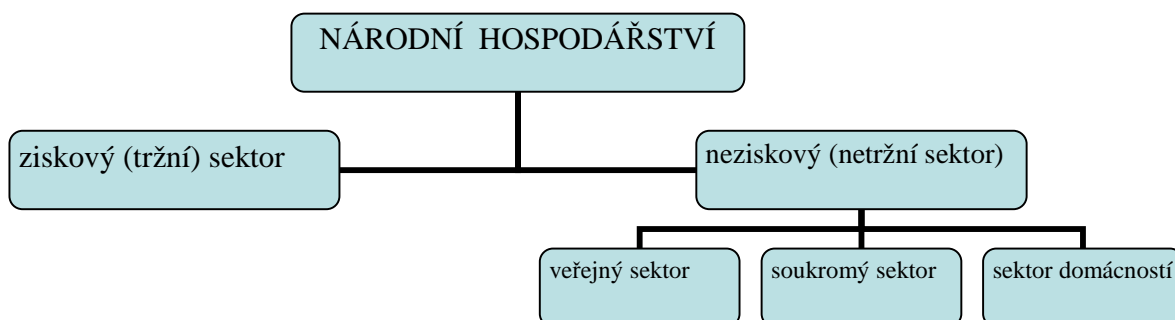 NÁRODNÍ HOSPODÁŘSTVÍ
ziskový (tržní) sektor
neziskový (netržní sektor)
veřejný sektor
soukromý sektor
sektor domácností